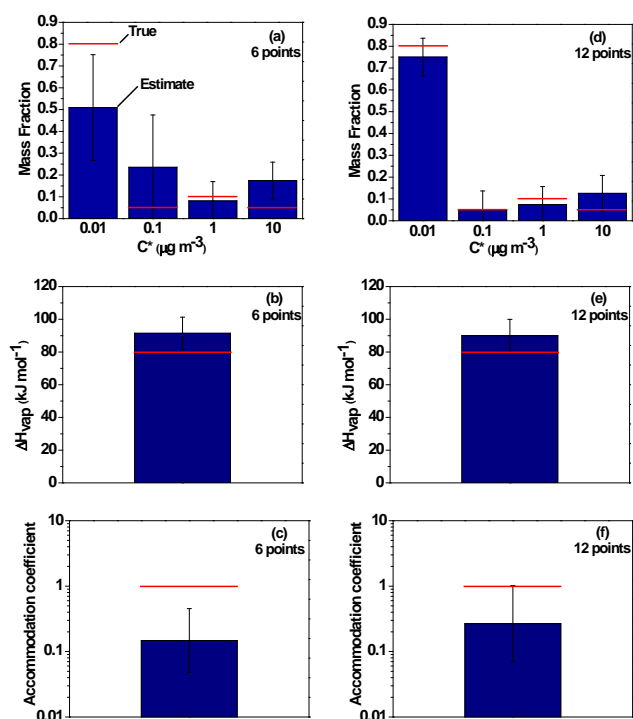 (a)
6 points
True
Estimate
Mass Fraction
0.9
0.8
0.7
0.6
0.5
0.4
0.3
0.2
0.1
0.0
0.01 0.1 1 10
C* (µg m-3)
(d)
12 points
Mass Fraction
0.9
0.8
0.7
0.6
0.5
0.4
0.3
0.2
0.1
0.0
0.01 0.1 1 10
C* (µg m-3)
(b)
6 points
ΔHvap (kJ mol-1)
120
100
80
60
40
20
0
(e)
12 points
ΔHvap (kJ mol-1)
120
100
80
60
40
20
0
(c)
6 points
Accommodation coefficient
10
1
0.1
0.01
(f)
12 points
Accommodation coefficient
10
1
0.1
0.01